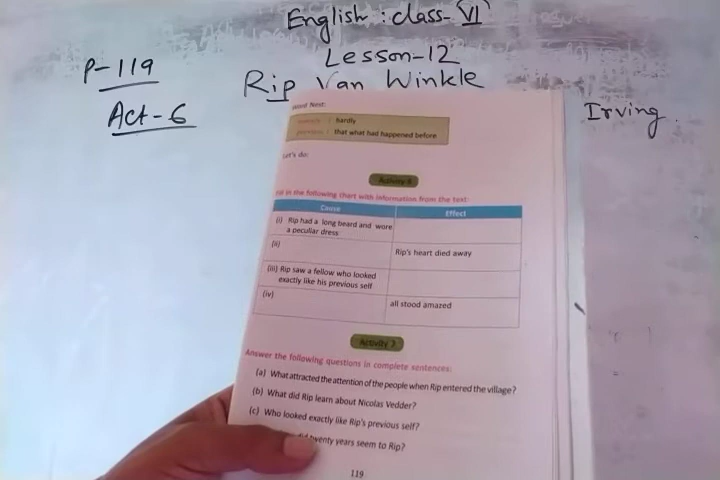 English : class- VI
Lesson-12
P-119
Rip Van Winkle
Act-6
Irving
Word Nest:
: hardly
: that what had happened before
Let's do:
Activity 6
Fill in the following chart with information from the text:
Cause Effect
(i) Rip had a long beard and wore a peculiar dress
(ii) Rip's heart died away
(iii) Rip saw a fellow who looked exactly like his previous self
(iv) all stood amazed
Activity 7
Answer the following questions in complete sentences:
(a) What attracted the attention of the people when Rip entered the village?
(b) What did Rip learn about Nicolas Vedder?
(c) Who looked exactly like Rip's previous self?
did twenty years seem to Rip?
119